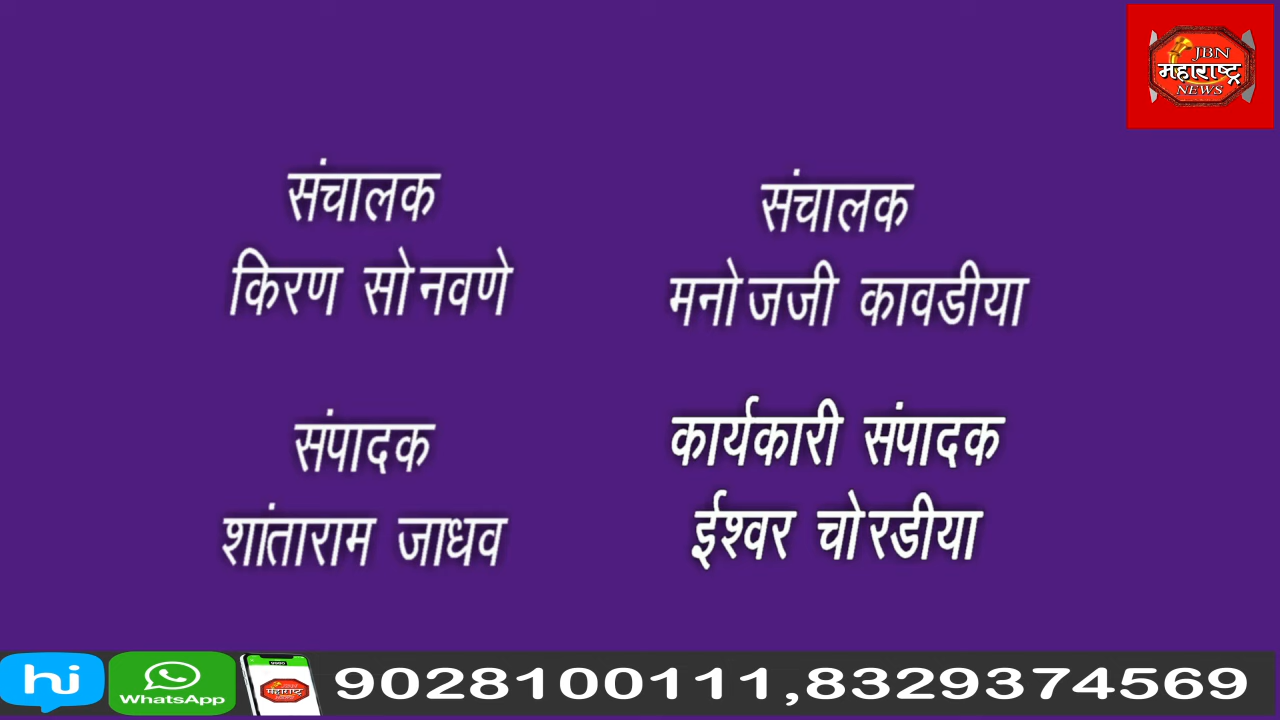 JBN
महाराष्ट्र
NEWS
संचालक
किरण सोनवणे
संचालक
मनोजजी कावडीया
संपादक
शांताराम जाधव
कार्यकारी संपादक
ईश्वर चोरडीया
hi
WhatsApp
महाराष्ट्र
9028100111,8329374569